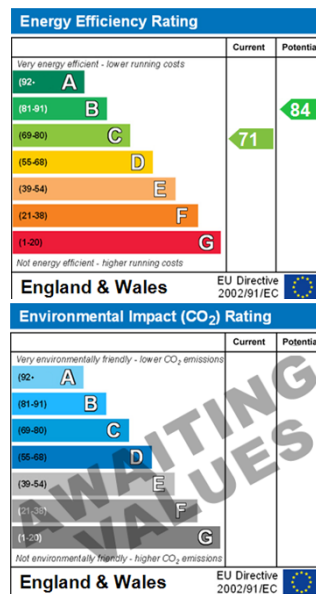 Energy Efficiency Rating
Current Potentia
Very energy efficient - lower running costs
(92- A
(81-91) B
84
(69-80) C
71
(55-68) D
(39-54) E
(21-38) F
(1-20) G
Not energy efficient - higher running costs
England & Wales
EU Directive
2002/91/EC
Environmental Impact (CO2) Rating
Current Potentia
Very environmentally friendly - lower CO2 emissions
(92- A
(81-91) B
(69-80) C
(55-68) D
(39-54) E
(21-38) F
(1-20) G
AWAITING
VALUES
Not environmentally friendly - higher CO2 emissions
England & Wales
EU Directive
2002/91/EC